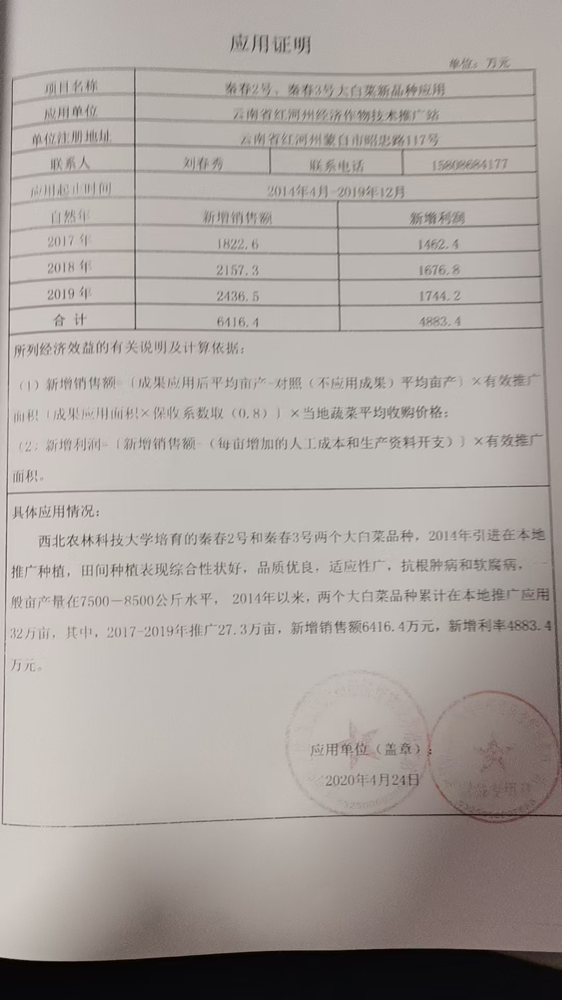 应用证明
单位：万元
项目名称 秦春2号、秦春3号大白菜新品种应用
应用单位 云南省红河州经济作物技术推广站
单位注册地址 云南省红河州蒙自市昭忠路117号
联系人 刘春秀 联系电话
应用起止时间 2014年4月-2019年12月
自然年 新增销售额 新增利润
2017年 1822.6 1462.4
2018年 2157.3 1676.8
2019年 2436.5 1744.2
合计 6416.4 4883.4
所列经济效益的有关说明及计算依据：
（1）新增销售额=〔成果应用后平均亩产-对照（不应用成果）平均亩产〕×有效推广
面积〔成果应用面积×保收系数取（0.8）〕×当地蔬菜平均收购价格；
（2）新增利润=〔新增销售额-（每亩增加的人工成本和生产资料开支）〕×有效推广
面积。
具体应用情况：
西北农林科技大学培育的秦春2号和秦春3号两个大白菜品种，2014年引进在本地
推广种植，田间种植表现综合性状好，品质优良，适应性广，抗根肿病和软腐病，一
般亩产量在7500—8500公斤水平， 2014年以来，两个大白菜品种累计在本地推广应用
32万亩，其中，2017-2019年推广27.3万亩，新增销售额6416.4万元，新增利率4883.4
万元。
应用单位（盖章）：
2020年4月24日